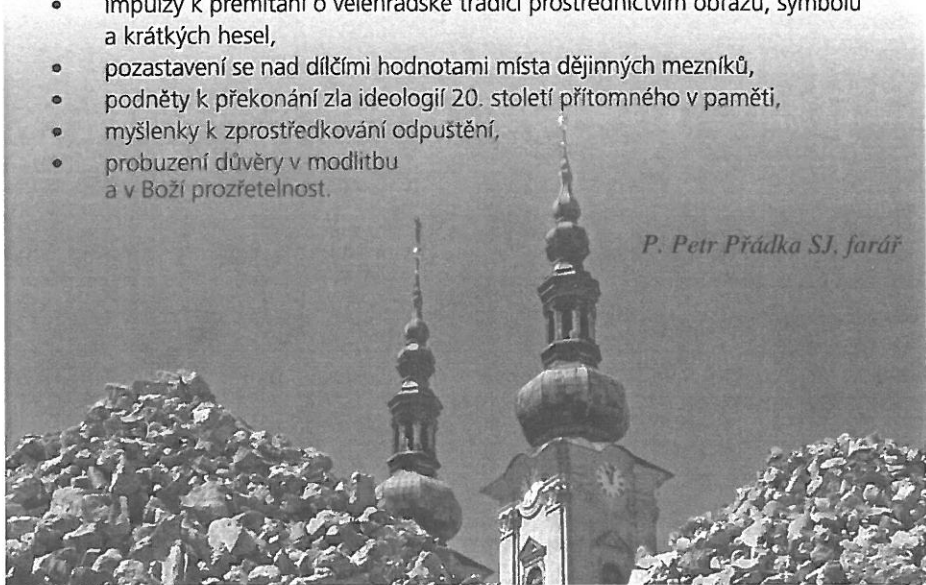 impulzy k přemítání o velehradské tradici prostřednictvím obrazů, symbolů
a krátkých hesel,
pozastavení se nad dílčími hodnotami místa dějinných mezníků,
podněty k překonání zla ideologií 20. století přítomného v paměti,
myšlenky k zprostředkování odpuštění,
probuzení důvěry v modlitbu
a v Boží prozřetelnost.
P. Petr Přádka SJ, farář